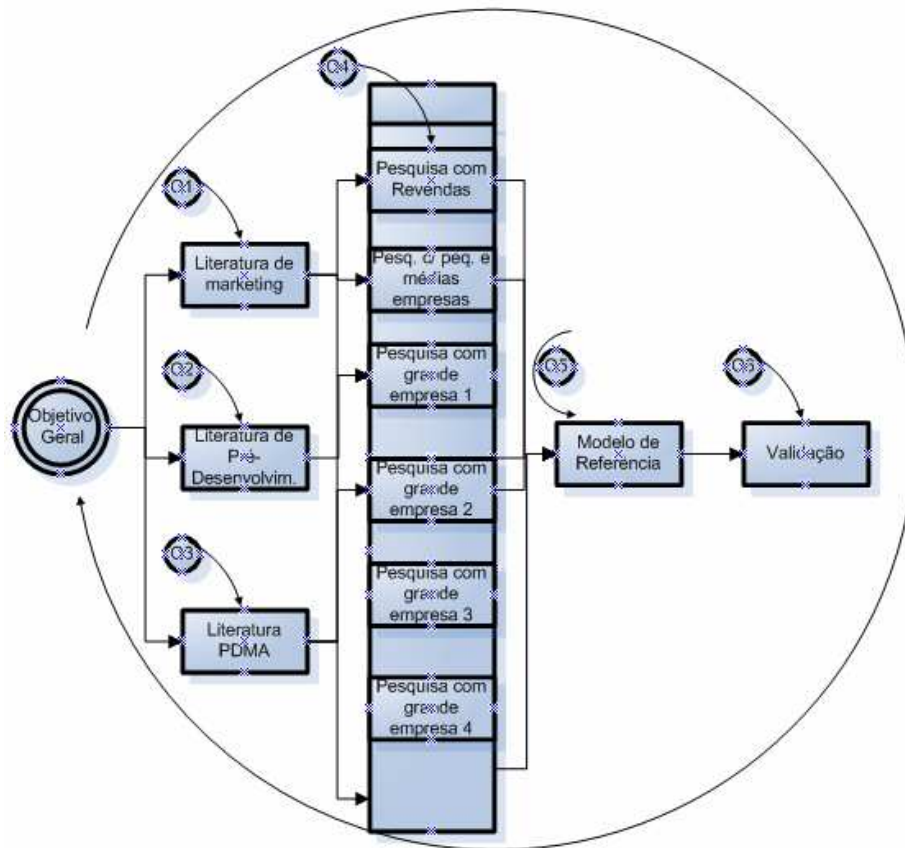 O4
Pesquisa com
Revendas
O1
Literatura de
marketing
Pesq. c/ peq. e
médias
empresas
O2
Pesquisa com
grande
empresa 1
O5
O6
Objetivo
Geral
Literatura de
Pré-
Desenvolvim.
Modelo de
Referência
Validação
Pesquisa com
grande
empresa 2
O3
Pesquisa com
grande
empresa 3
Literatura
PDMA
Pesquisa com
grande
empresa 4